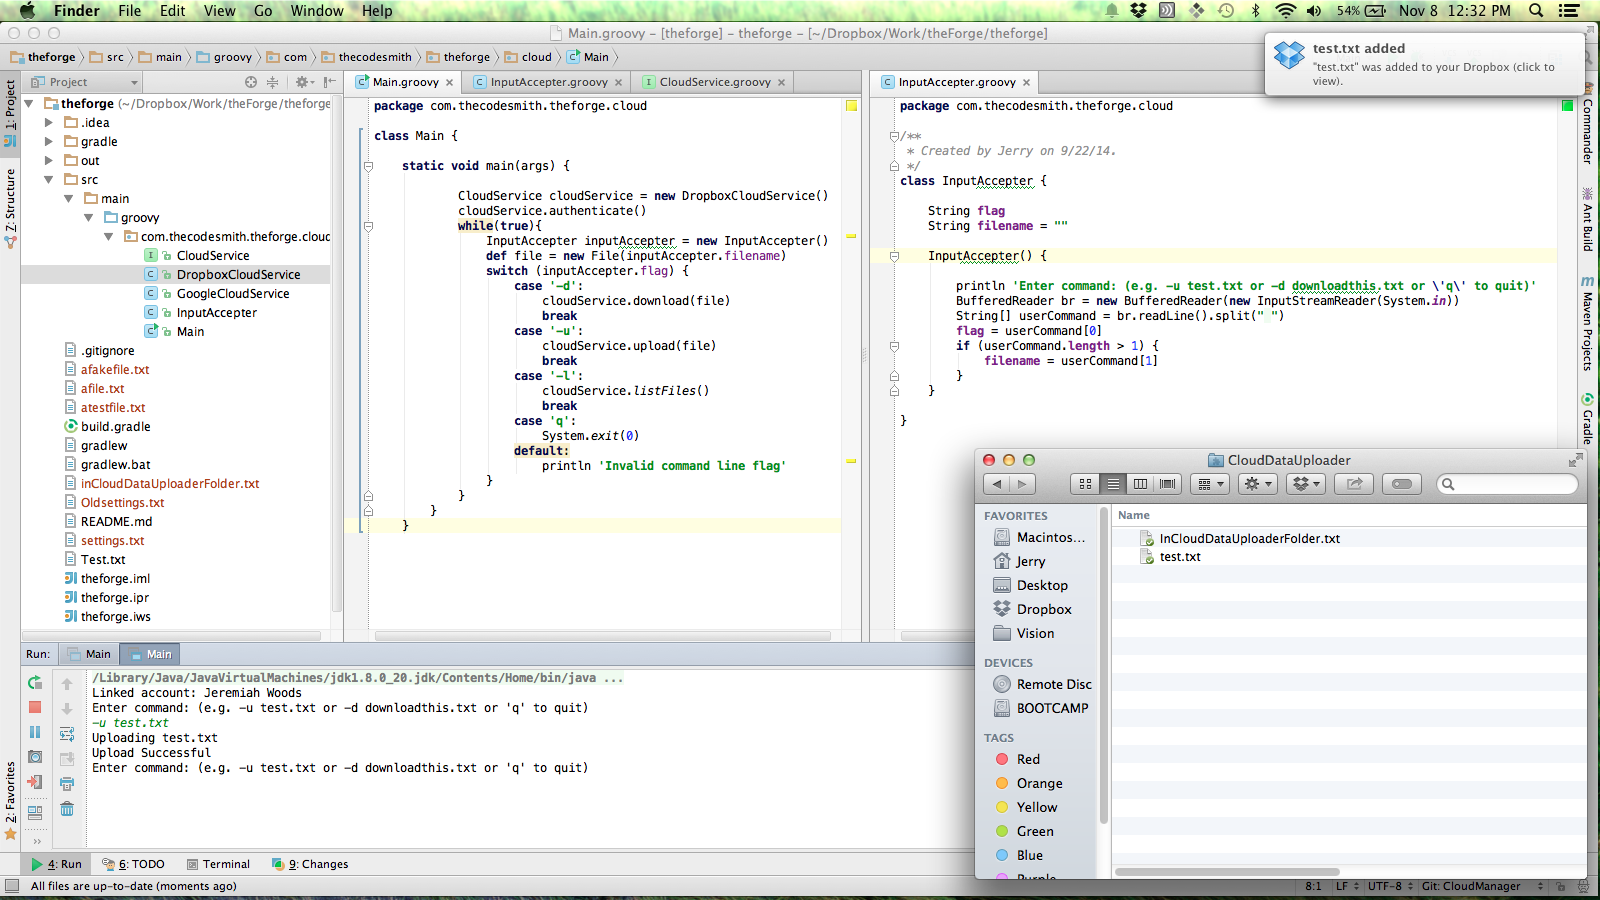 Finder File Edit View Go Window Help 54% Nov 8 12:32 PM
Main.groovy - [theforge] - theforge - [~/Dropbox/Work/theForge/theforge]
theforge src main groovy com thecodesmith theforge cloud Main
test.txt added
"test.txt" was added to your Dropbox (click to
view).
1: Project
Z: Structure
2: Favorites
Project
theforge (~/Dropbox/Work/theForge/theforge
.idea
gradle
out
src
main
groovy
com.thecodesmith.theforge.cloud
CloudService
DropboxCloudService
GoogleCloudService
InputAccepter
Main
.gitignore
afakefile.txt
afile.txt
atestfile.txt
build.gradle
gradlew
gradlew.bat
inCloudDataUploaderFolder.txt
Oldsettings.txt
README.md
settings.txt
Test.txt
theforge.iml
theforge.ipr
theforge.iws
Main.groovy InputAccepter.groovy CloudService.groovy
package com.thecodesmith.theforge.cloud
class Main {
static void main(args) {
CloudService cloudService = new DropboxCloudService()
cloudService.authenticate()
while(true){
InputAccepter inputAccepter = new InputAccepter()
def file = new File(inputAccepter.filename)
switch (inputAccepter.flag) {
case '-d':
cloudService.download(file)
break
case '-u':
cloudService.upload(file)
break
case '-l':
cloudService.listFiles()
break
case 'q':
System.exit(0)
default:
println 'Invalid command line flag'
}
}
}
}
InputAccepter.groovy
package com.thecodesmith.theforge.cloud
/**
* Created by Jerry on 9/22/14.
*/
class InputAccepter {
String flag
String filename = ""
InputAccepter() {
println 'Enter command: (e.g. -u test.txt or -d downloadthis.txt or \'q\' to quit)'
BufferedReader br = new BufferedReader(new InputStreamReader(System.in))
String[] userCommand = br.readLine().split(" ")
flag = userCommand[0]
if (userCommand.length > 1) {
filename = userCommand[1]
}
}
}
Commander
Ant Build
Maven Projects
Gradle
CloudDataUploader
FAVORITES
Macintos...
Jerry
Desktop
Dropbox
Vision
DEVICES
Remote Disc
BOOTCAMP
TAGS
Red
Orange
Yellow
Green
Blue
Purple
Name
InCloudDataUploaderFolder.txt
test.txt
Run: Main Main
/Library/Java/JavaVirtualMachines/jdk1.8.0_20.jdk/Contents/Home/bin/java ...
Linked account: Jeremiah Woods
Enter command: (e.g. -u test.txt or -d downloadthis.txt or 'q' to quit)
-u test.txt
Uploading test.txt
Upload Successful
Enter command: (e.g. -u test.txt or -d downloadthis.txt or 'q' to quit)
4: Run 6: TODO Terminal 9: Changes
All files are up-to-date (moments ago) 8:1 LF UTF-8 Git: CloudManager